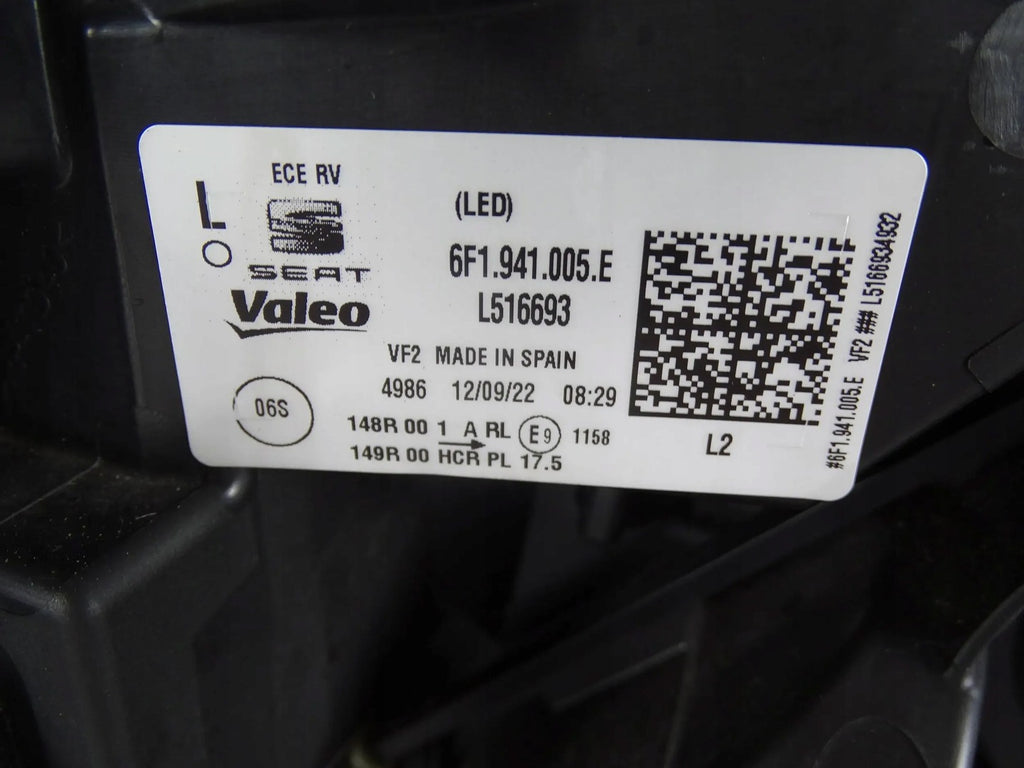 ECE RV
L
SEAT
Valeo
(LED)
6F1.941.005.E
L516693
VF2 MADE IN SPAIN
4986 12/09/22 08:29
06S
148R 00 1 A RL E9 1158
149R 00 HCR PL 17.5
L2
#6F1.941.005.E VF2 ### L5166934932